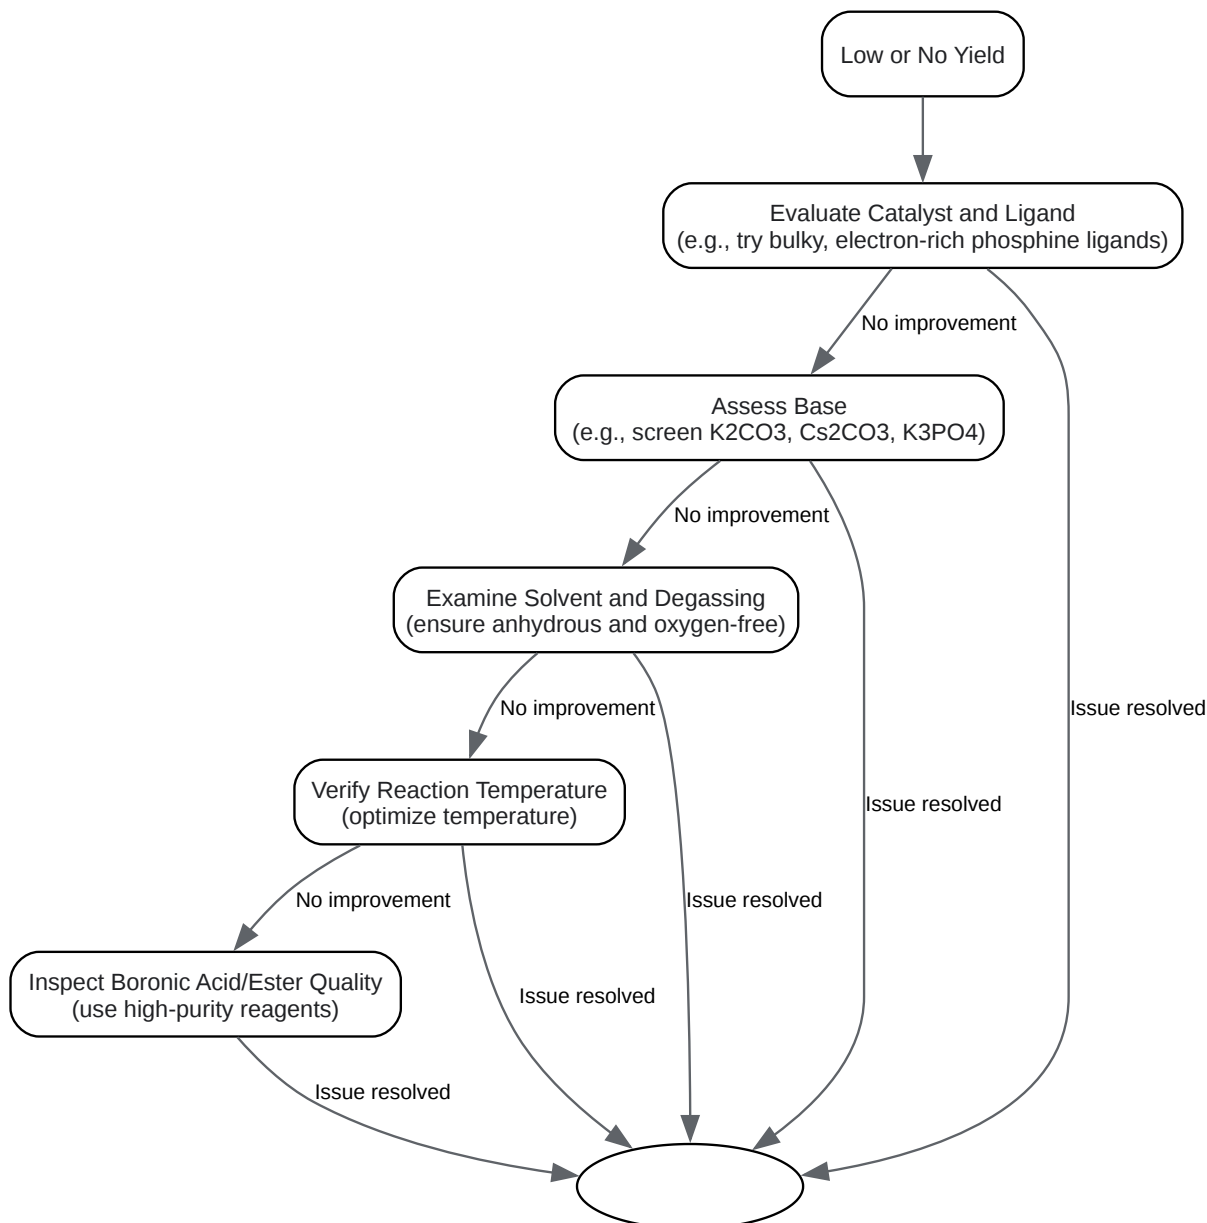 Low or No Yield
Evaluate Catalyst and Ligand
(e.g., try bulky, electron-rich phosphine ligands)
No improvement
Assess Base
(e.g., screen K2CO3, Cs2CO3, K3PO4)
No improvement
Examine Solvent and Degassing
(ensure anhydrous and oxygen-free)
No improvement
Issue resolved
Verify Reaction Temperature
(optimize temperature)
Issue resolved
No improvement
Issue resolved
Inspect Boronic Acid/Ester Quality
(use high-purity reagents)
Issue resolved
Issue resolved